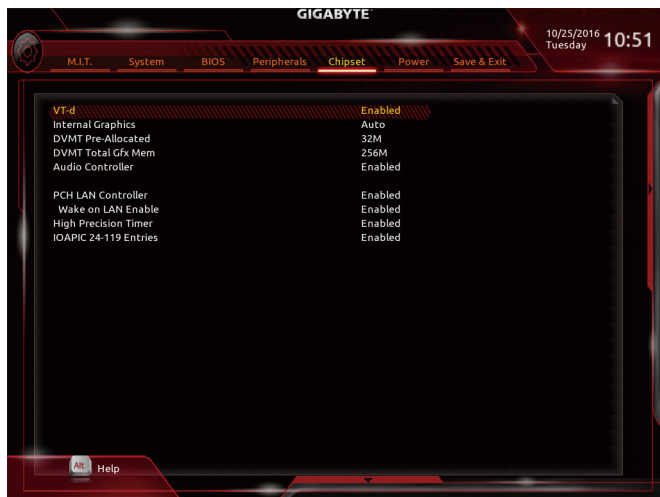 GIGABYTE™
10/25/2016 Tuesday 10:51
M.I.T. System BIOS Peripherals Chipset Power Save & Exit
VT-d Enabled
Internal Graphics Auto
DVMT Pre-Allocated 32M
DVMT Total Gfx Mem 256M
Audio Controller Enabled
PCH LAN Controller Enabled
Wake on LAN Enable Enabled
High Precision Timer Enabled
IOAPIC 24-119 Entries Enabled
Alt Help